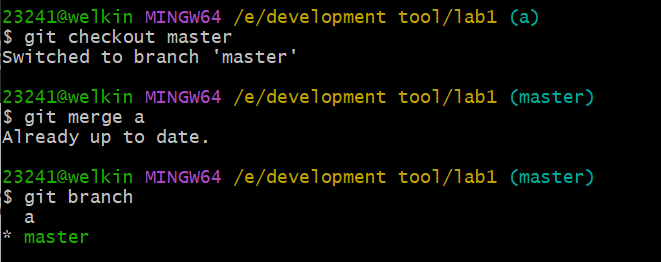 23241@welkin MINGW64 /e/development tool/lab1 (a)
$ git checkout master
Switched to branch 'master'
23241@welkin MINGW64 /e/development tool/lab1 (master)
$ git merge a
Already up to date.
23241@welkin MINGW64 /e/development tool/lab1 (master)
$ git branch
  a
* master